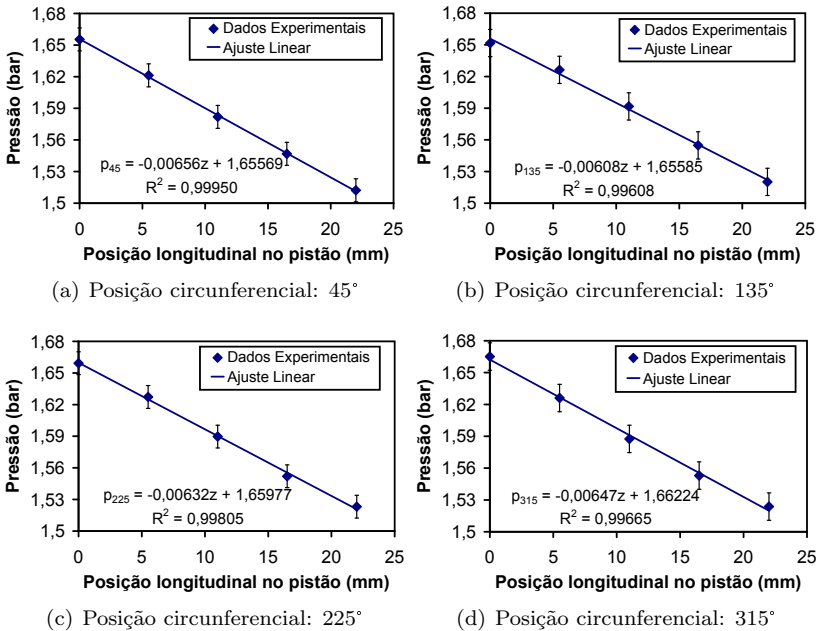 1,68
1,65
1,62
1,59
1,56
1,53
1,5
Pressão (bar)
Dados Experimentais
Ajuste Linear
p45 = -0,00656z + 1,65569
R² = 0,99950
0 5 10 15 20 25
Posição longitudinal no pistão (mm)
(a) Posição circunferencial: 45°
1,68
1,65
1,62
1,59
1,56
1,53
1,5
Pressão (bar)
Dados Experimentais
Ajuste Linear
p135 = -0,00608z + 1,65585
R² = 0,99608
0 5 10 15 20 25
Posição longitudinal no pistão (mm)
(b) Posição circunferencial: 135°
1,68
1,65
1,62
1,59
1,56
1,53
1,5
Pressão (bar)
Dados Experimentais
Ajuste Linear
p225 = -0,00632z + 1,65977
R² = 0,99805
0 5 10 15 20 25
Posição longitudinal no pistão (mm)
(c) Posição circunferencial: 225°
1,68
1,65
1,62
1,59
1,56
1,53
1,5
Pressão (bar)
Dados Experimentais
Ajuste Linear
p315 = -0,00647z + 1,66224
R² = 0,99665
0 5 10 15 20 25
Posição longitudinal no pistão (mm)
(d) Posição circunferencial: 315°